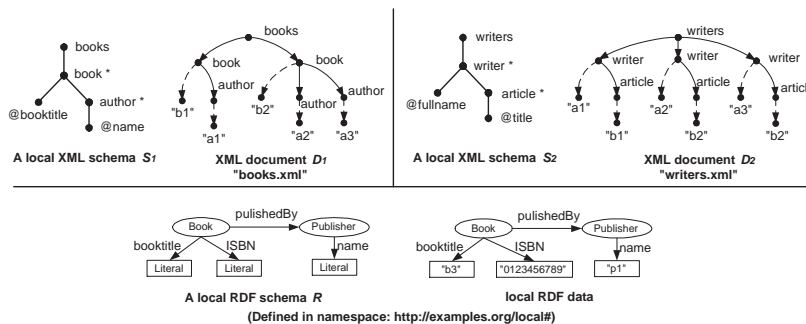 books
book *
@booktitle
author *
@name
A local XML schema S1
books
book
book
author
author
author
"b1"
"a1"
"b2"
"a2"
"a3"
XML document D1
"books.xml"
writers
writer *
@fullname
article *
@title
A local XML schema S2
writers
writer
writer
writer
article
article
article
"a1"
"b1"
"a2"
"b2"
"a3"
"b2"
XML document D2
"writers.xml"
Book
pulishedBy
Publisher
booktitle
ISBN
name
Literal
Literal
Literal
A local RDF schema R
Book
pulishedBy
Publisher
booktitle
ISBN
name
"b3"
"0123456789"
"p1"
local RDF data
(Defined in namespace: http://examples.org/local#)